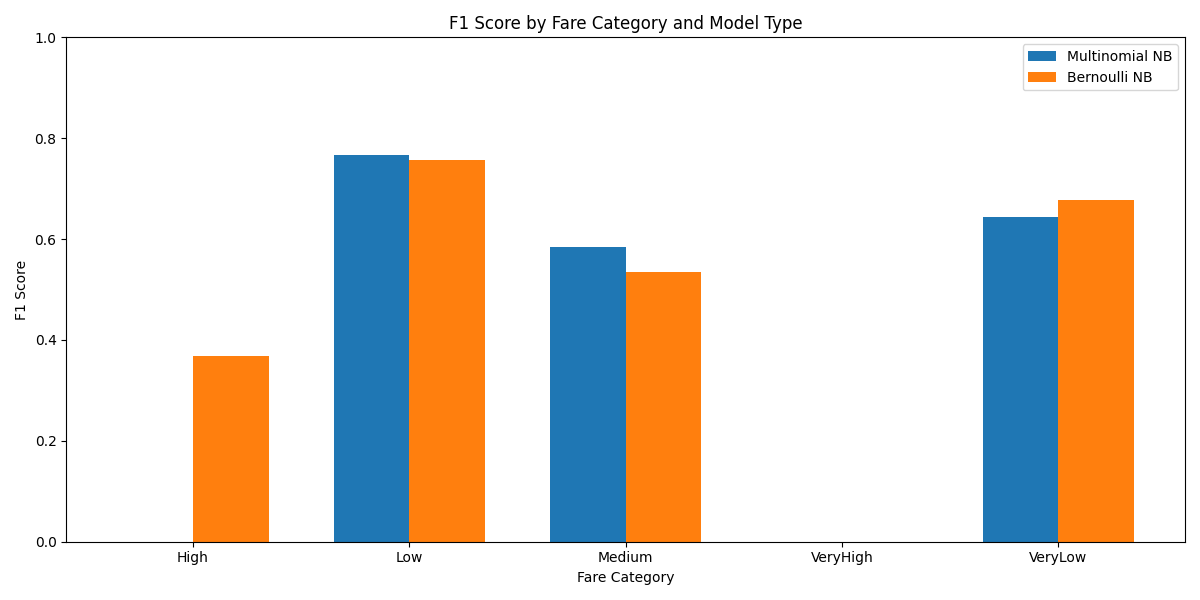 F1 Score by Fare Category and Model Type
Multinomial NB
Bernoulli NB
F1 Score
1.0
0.8
0.6
0.4
0.2
0.0
High
Low
Medium
VeryHigh
VeryLow
Fare Category